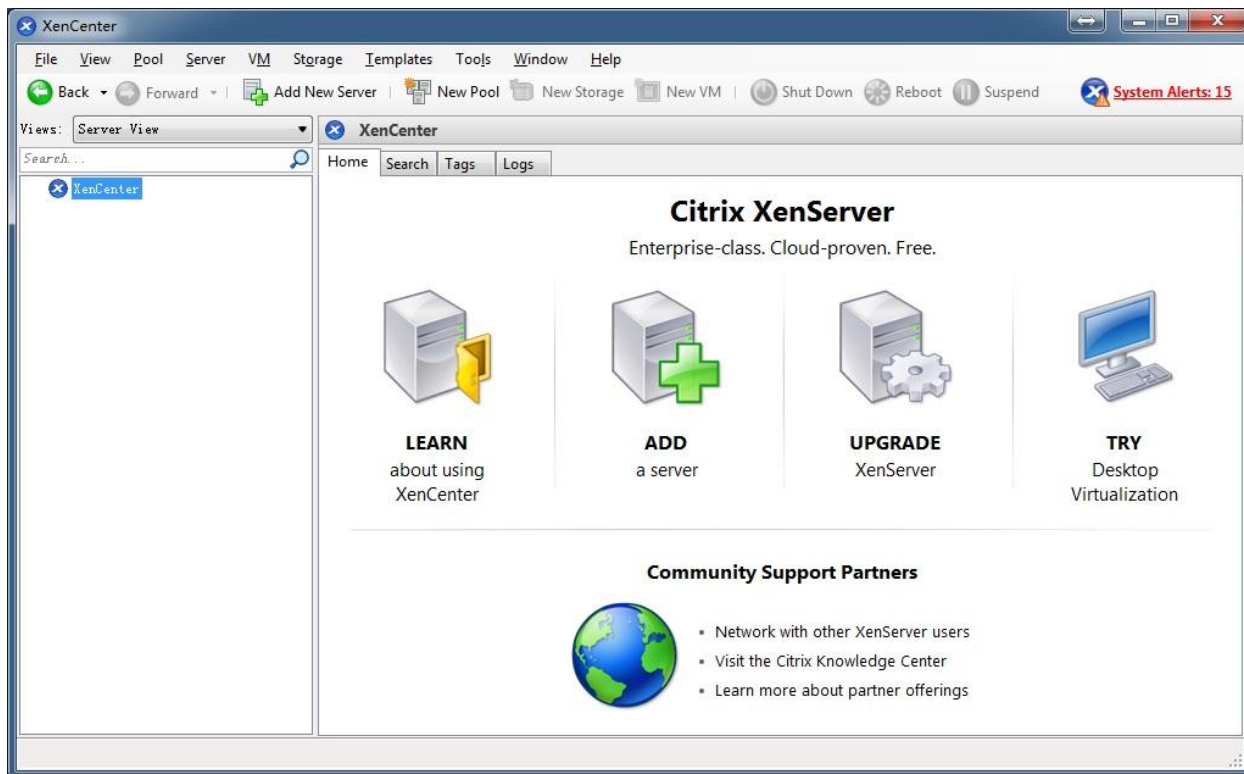 XenCenter
File View Pool Server VM Storage Templates Tools Window Help
Back Forward Add New Server New Pool New Storage New VM Shut Down Reboot Suspend System Alerts: 15
Views: Server View
XenCenter
Search...
Home Search Tags Logs
XenCenter
Citrix XenServer
Enterprise-class. Cloud-proven. Free.
LEARN
about using
XenCenter
ADD
a server
UPGRADE
XenServer
TRY
Desktop
Virtualization
Community Support Partners
Network with other XenServer users
Visit the Citrix Knowledge Center
Learn more about partner offerings